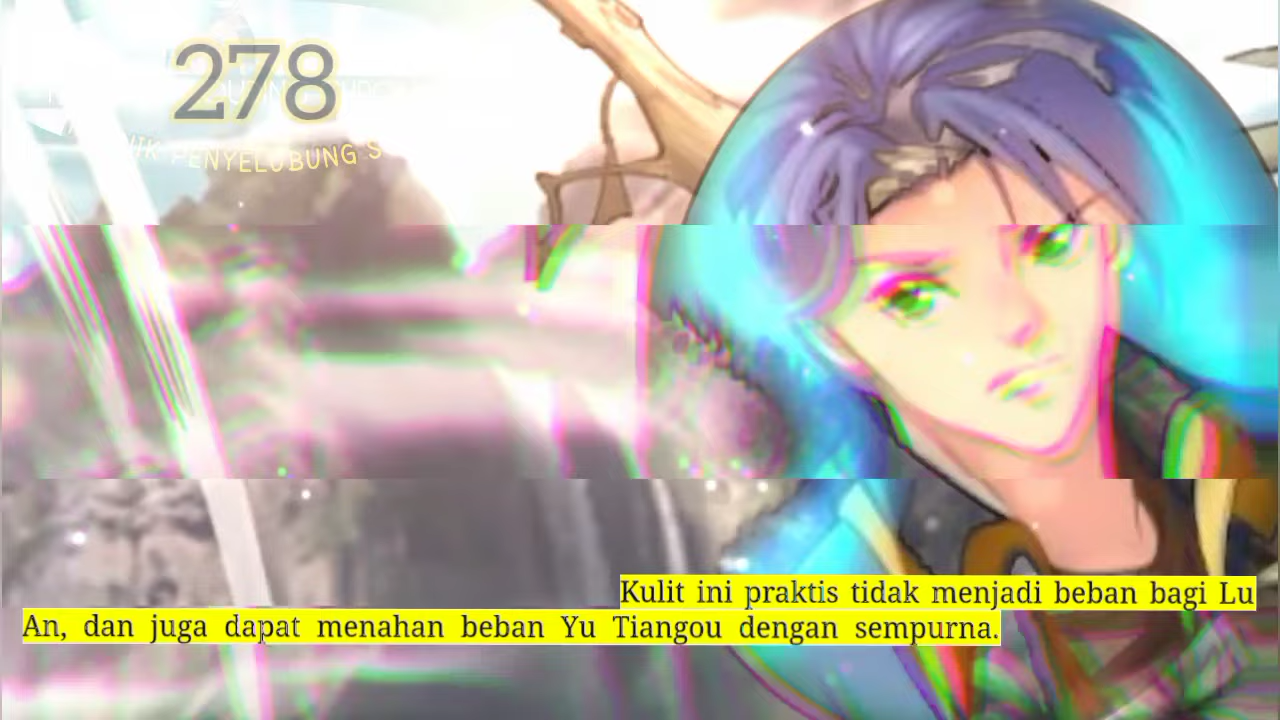 278
PENYELUBUNG S
Kulit ini praktis tidak menjadi beban bagi Lu
An, dan juga dapat menahan beban Yu Tiangou dengan sempurna.